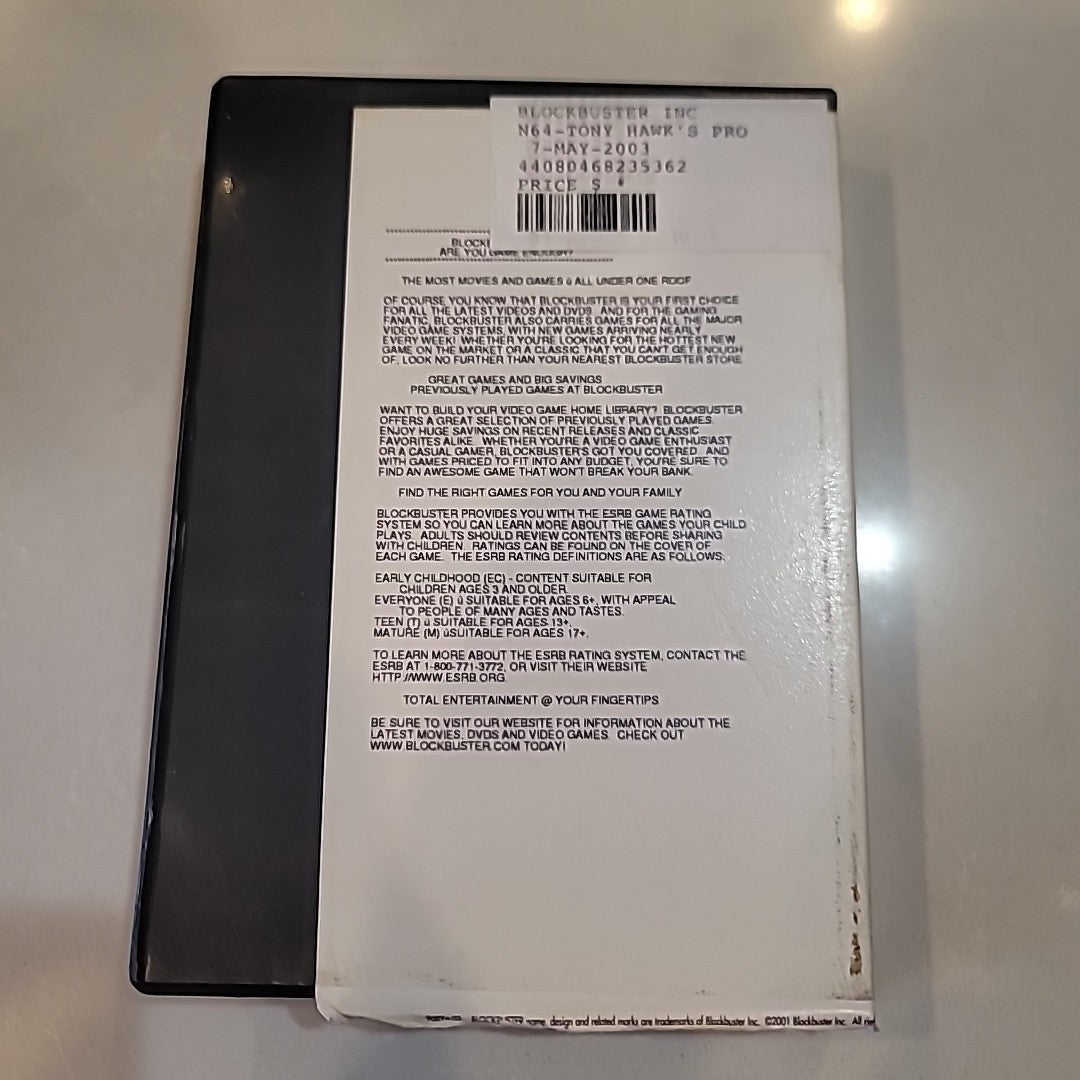 BLOCKBUSTER INC
N64-TONY HAWK'S PRO
7-MAY-2003
44080468235362
PRICE $
ARE YOU GAME ENOUGH?
THE MOST MOVIES AND GAMES û ALL UNDER ONE ROOF
OF COURSE YOU KNOW THAT BLOCKBUSTER IS YOUR FIRST CHOICE
FOR ALL THE LATEST VIDEOS AND DVDS. AND FOR THE GAMING
FANATIC, BLOCKBUSTER ALSO CARRIES GAMES FOR ALL THE MAJOR
VIDEO GAME SYSTEMS, WITH NEW GAMES ARRIVING NEARLY
EVERY WEEK! WHETHER YOU'RE LOOKING FOR THE HOTTEST NEW
GAME ON THE MARKET OR A CLASSIC THAT YOU CAN'T GET ENOUGH
OF, LOOK NO FURTHER THAN YOUR NEAREST BLOCKBUSTER STORE.
GREAT GAMES AND BIG SAVINGS
PREVIOUSLY PLAYED GAMES AT BLOCKBUSTER
WANT TO BUILD YOUR VIDEO GAME HOME LIBRARY? BLOCKBUSTER
OFFERS A GREAT SELECTION OF PREVIOUSLY PLAYED GAMES.
ENJOY HUGE SAVINGS ON RECENT RELEASES AND CLASSIC
FAVORITES ALIKE. WHETHER YOU'RE A VIDEO GAME ENTHUSIAST
OR A CASUAL GAMER, BLOCKBUSTER'S GOT YOU COVERED. AND
WITH GAMES PRICED TO FIT INTO ANY BUDGET, YOU'RE SURE TO
FIND AN AWESOME GAME THAT WON'T BREAK YOUR BANK.
FIND THE RIGHT GAMES FOR YOU AND YOUR FAMILY
BLOCKBUSTER PROVIDES YOU WITH THE ESRB GAME RATING
SYSTEM SO YOU CAN LEARN MORE ABOUT THE GAMES YOUR CHILD
PLAYS. ADULTS SHOULD REVIEW CONTENTS BEFORE SHARING
WITH CHILDREN. RATINGS CAN BE FOUND ON THE COVER OF
EACH GAME. THE ESRB RATING DEFINITIONS ARE AS FOLLOWS.
EARLY CHILDHOOD (EC) - CONTENT SUITABLE FOR
CHILDREN AGES 3 AND OLDER.
EVERYONE (E) û SUITABLE FOR AGES 6+, WITH APPEAL
TO PEOPLE OF MANY AGES AND TASTES.
TEEN (T) û SUITABLE FOR AGES 13+.
MATURE (M) ûSUITABLE FOR AGES 17+.
TO LEARN MORE ABOUT THE ESRB RATING SYSTEM, CONTACT THE
ESRB AT 1-800-771-3772, OR VISIT THEIR WEBSITE
HTTP://WWW.ESRB.ORG.
TOTAL ENTERTAINMENT @ YOUR FINGERTIPS
BE SURE TO VISIT OUR WEBSITE FOR INFORMATION ABOUT THE
LATEST MOVIES, DVDS AND VIDEO GAMES. CHECK OUT
WWW.BLOCKBUSTER.COM TODAY!
BLOCKBUSTER name, design and related marks are trademarks of Blockbuster Inc. ©2001 Blockbuster Inc. All